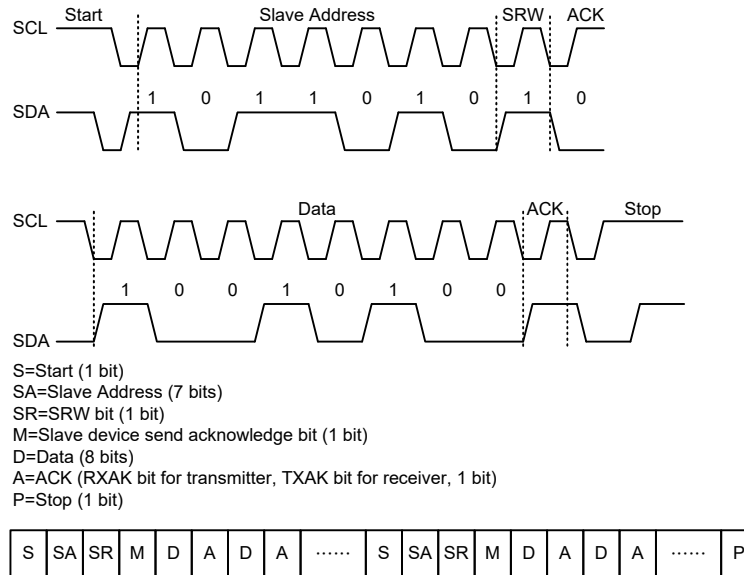 Start Slave Address SRW ACK
SCL
1 0 1 1 0 1 0 1 0
SDA
Data ACK Stop
SCL
1 0 0 1 0 1 0 0
SDA
S=Start (1 bit)
SA=Slave Address (7 bits)
SR=SRW bit (1 bit)
M=Slave device send acknowledge bit (1 bit)
D=Data (8 bits)
A=ACK (RXAK bit for transmitter, TXAK bit for receiver, 1 bit)
P=Stop (1 bit)
S SA SR M D A D A ...... S SA SR M D A D A ...... P